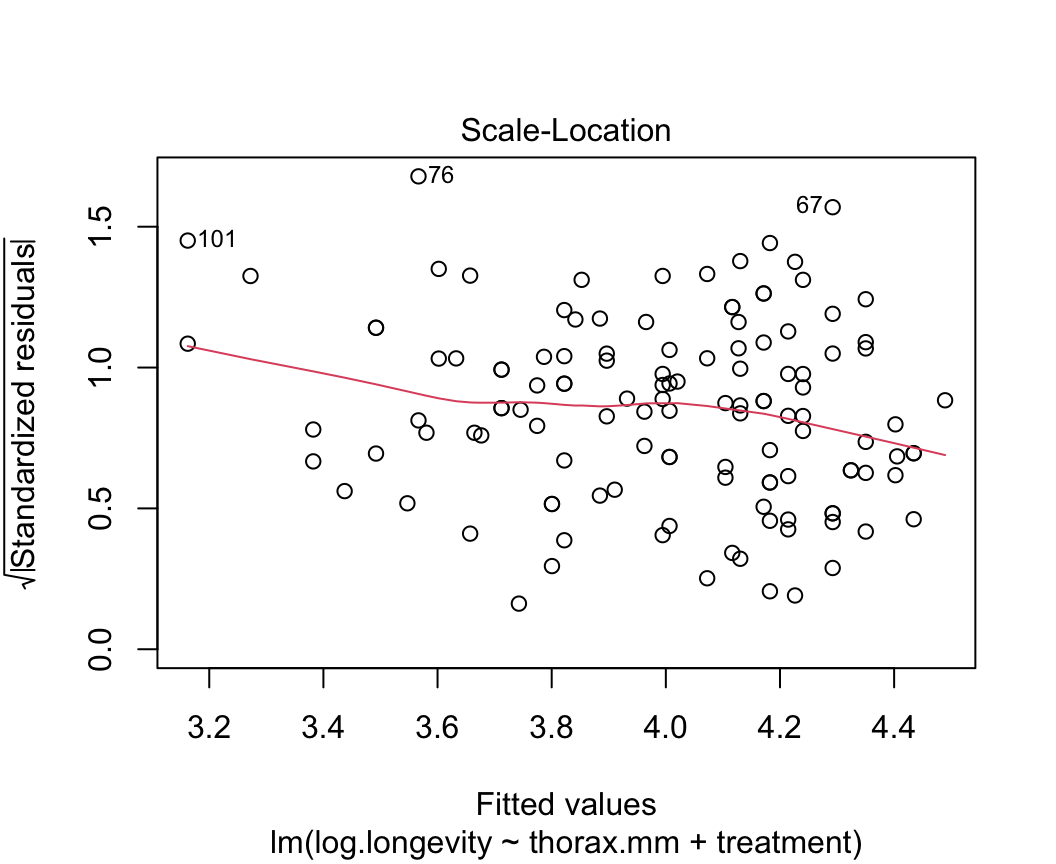 Scale-Location
76
67
101
1.5
1.0
0.5
0.0
√|Standardized residuals|
3.2 3.4 3.6 3.8 4.0 4.2 4.4
Fitted values
lm(log.longevity ~ thorax.mm + treatment)